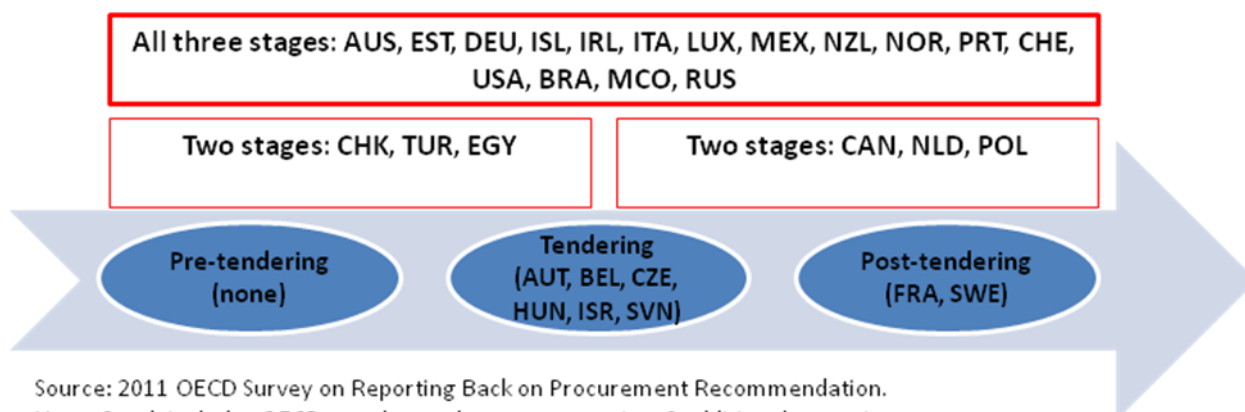 All three stages: AUS, EST, DEU, ISL, IRL, ITA, LUX, MEX, NZL, NOR, PRT, CHE,
USA, BRA, MCO, RUS
Two stages: CHK, TUR, EGY
Two stages: CAN, NLD, POL
Pre-tendering
(none)
Tendering
(AUT, BEL, CZE,
HUN, ISR, SVN)
Post-tendering
(FRA, SWE)
Source: 2011 OECD Survey on Reporting Back on Procurement Recommendation.